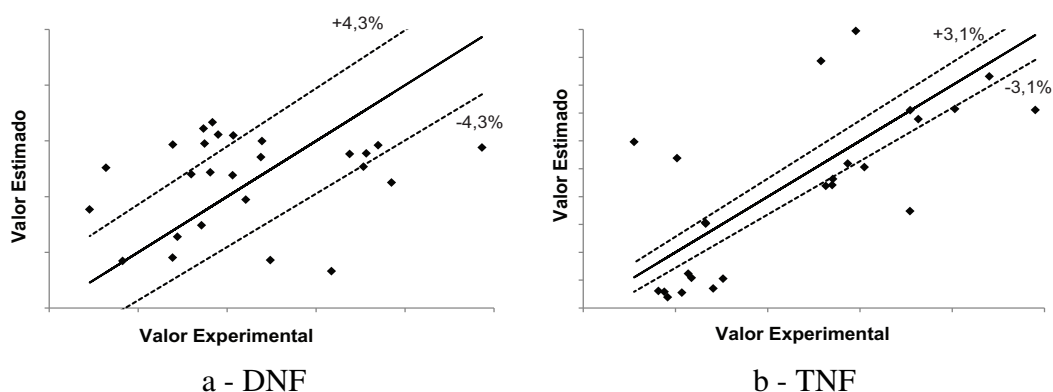 +4,3%
-4,3%
Valor Estimado
Valor Experimental
a - DNF
+3,1%
-3,1%
Valor Estimado
Valor Experimental
b - TNF